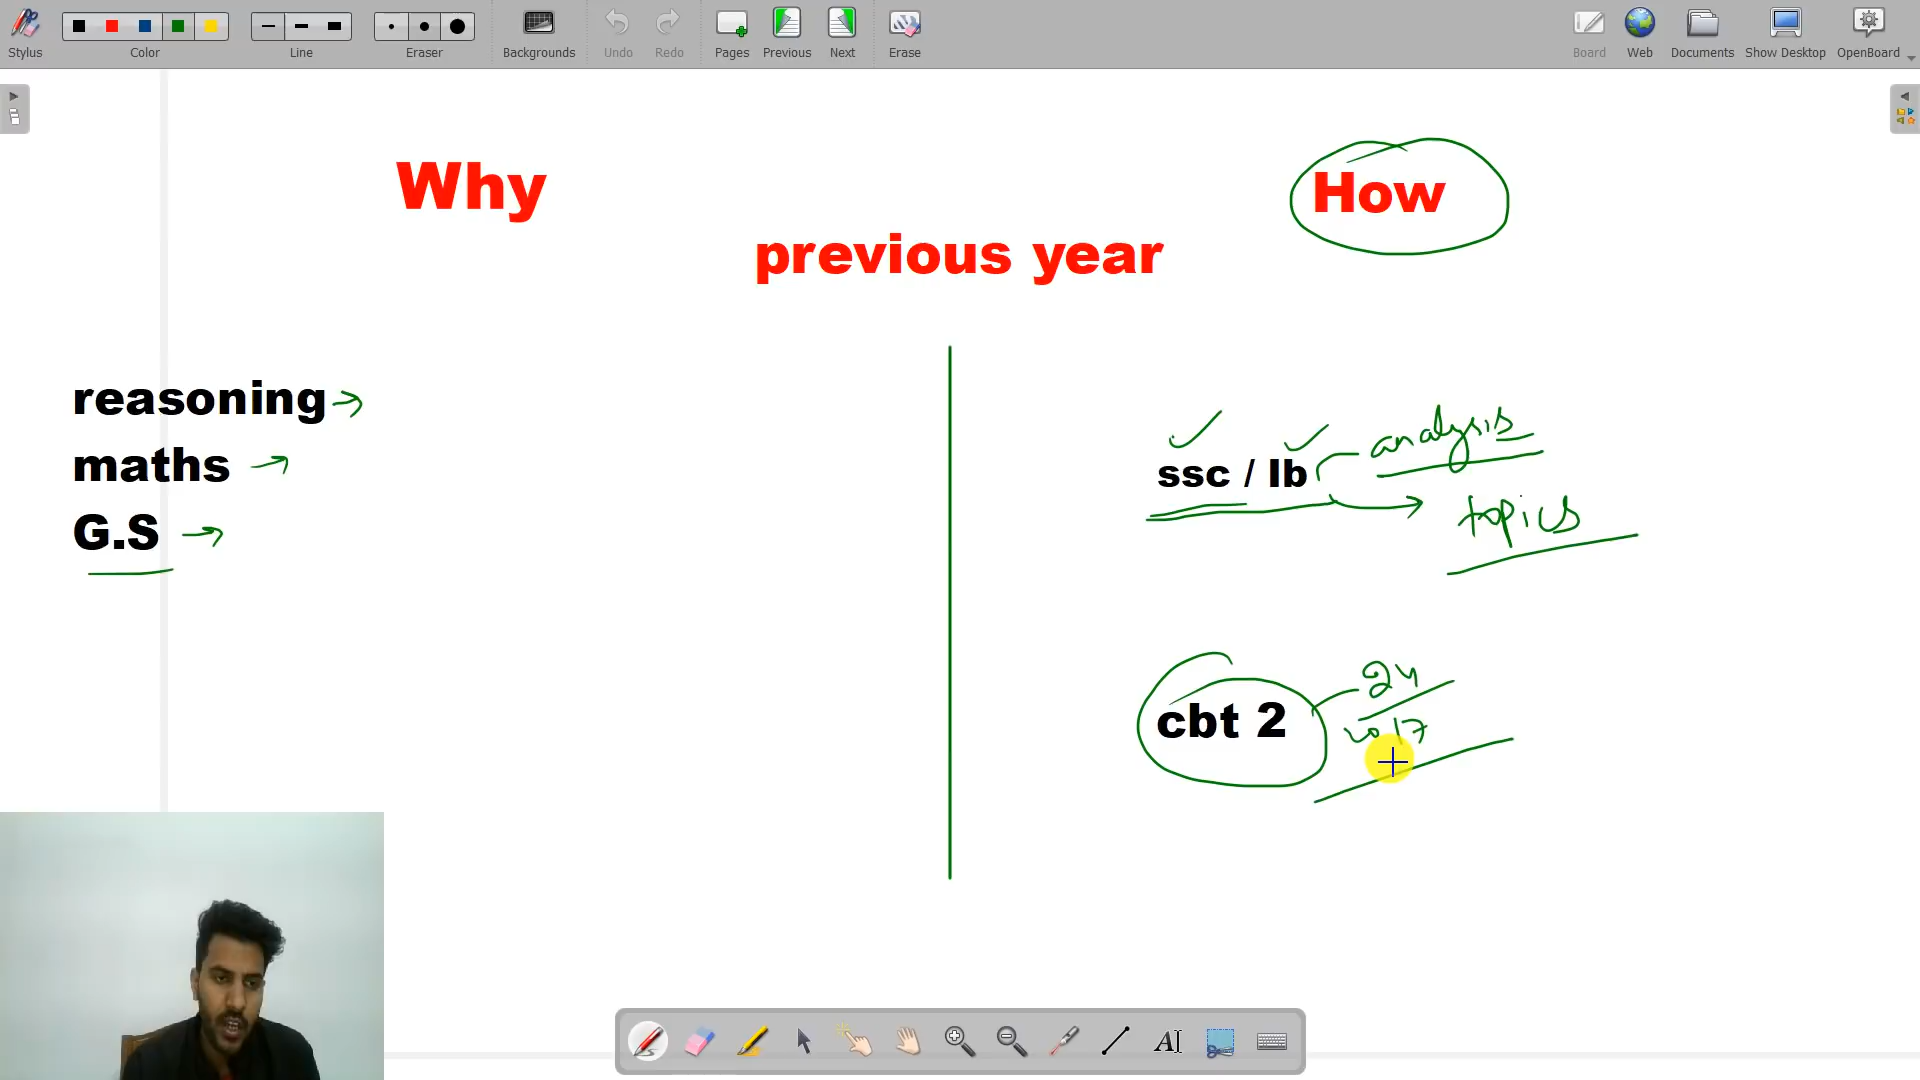 Stylus Color Line Eraser Backgrounds Undo Redo Pages Previous Next Erase Board Web Documents Show Desktop OpenBoard
Why
How
previous year
reasoning
maths
G.S
ssc / Ib
analysis
topics
cbt 2
24